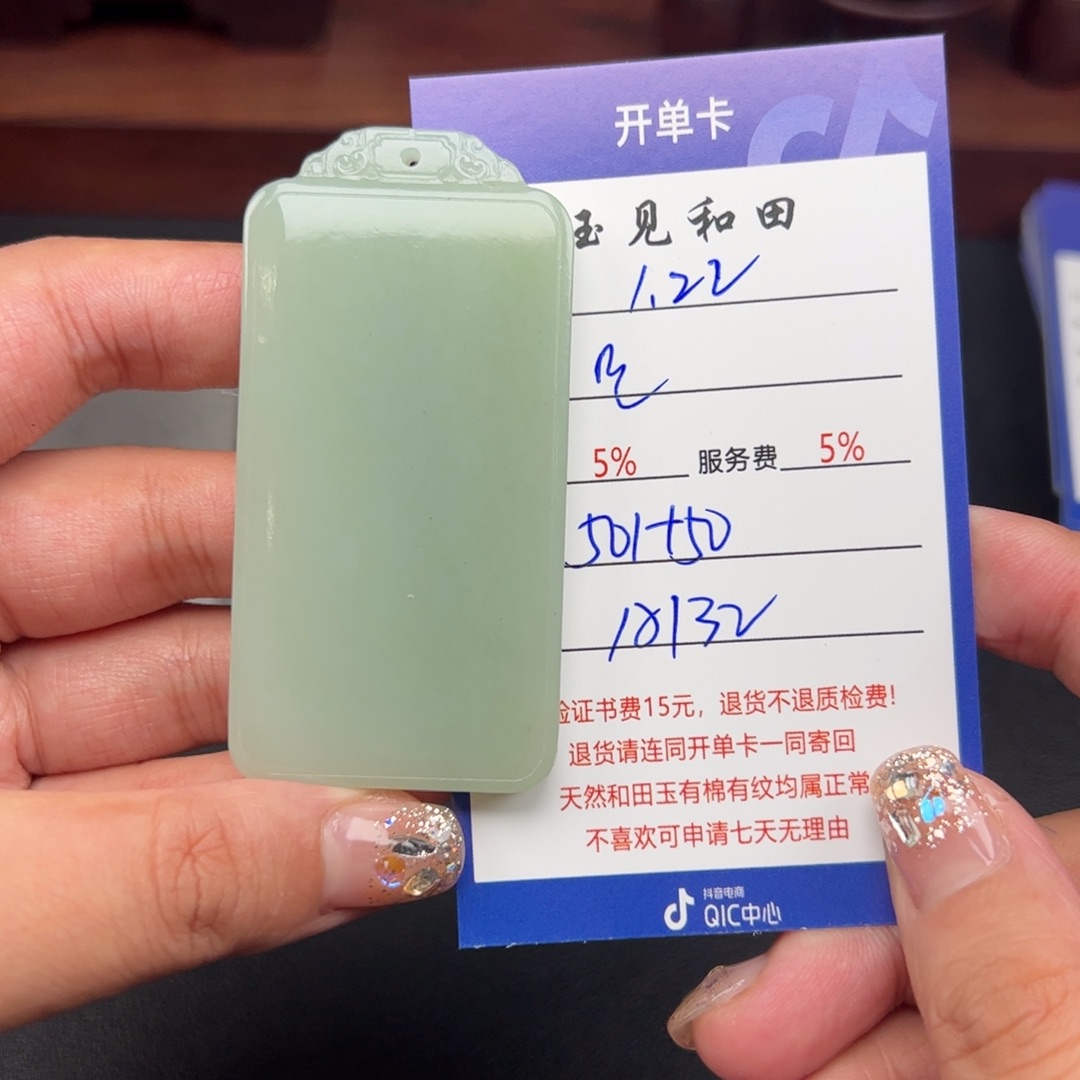 开单卡
玉见和田
1.22
5% 服务费 5%
501+50
18132
验证书费15元，退货不退质检费!
退货请连同开单卡一同寄回
天然和田玉有棉有纹均属正常
不喜欢可申请七天无理由
抖音电商
QIC中心